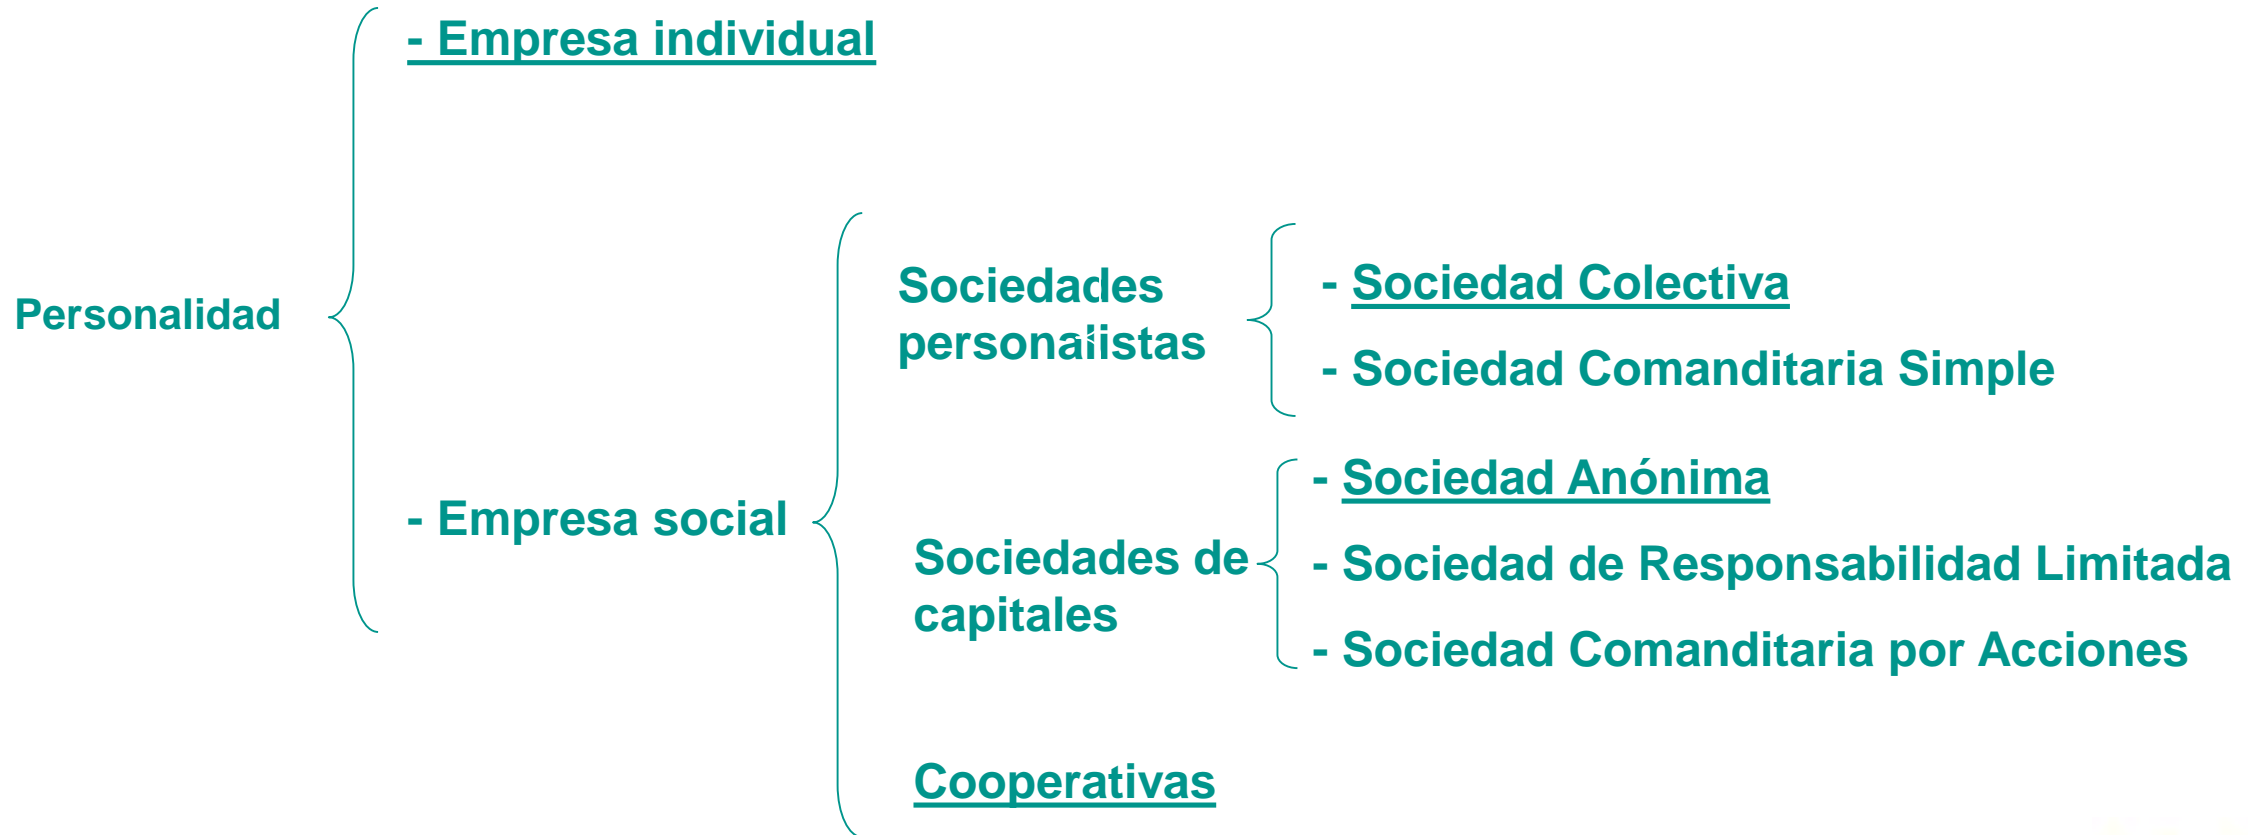 - Empresa individual
Personalidad
- Empresa social
Sociedades
personalistas
- Sociedad Colectiva
- Sociedad Comanditaria Simple
Sociedades de
capitales
- Sociedad Anónima
- Sociedad de Responsabilidad Limitada
- Sociedad Comanditaria por Acciones
Cooperativas